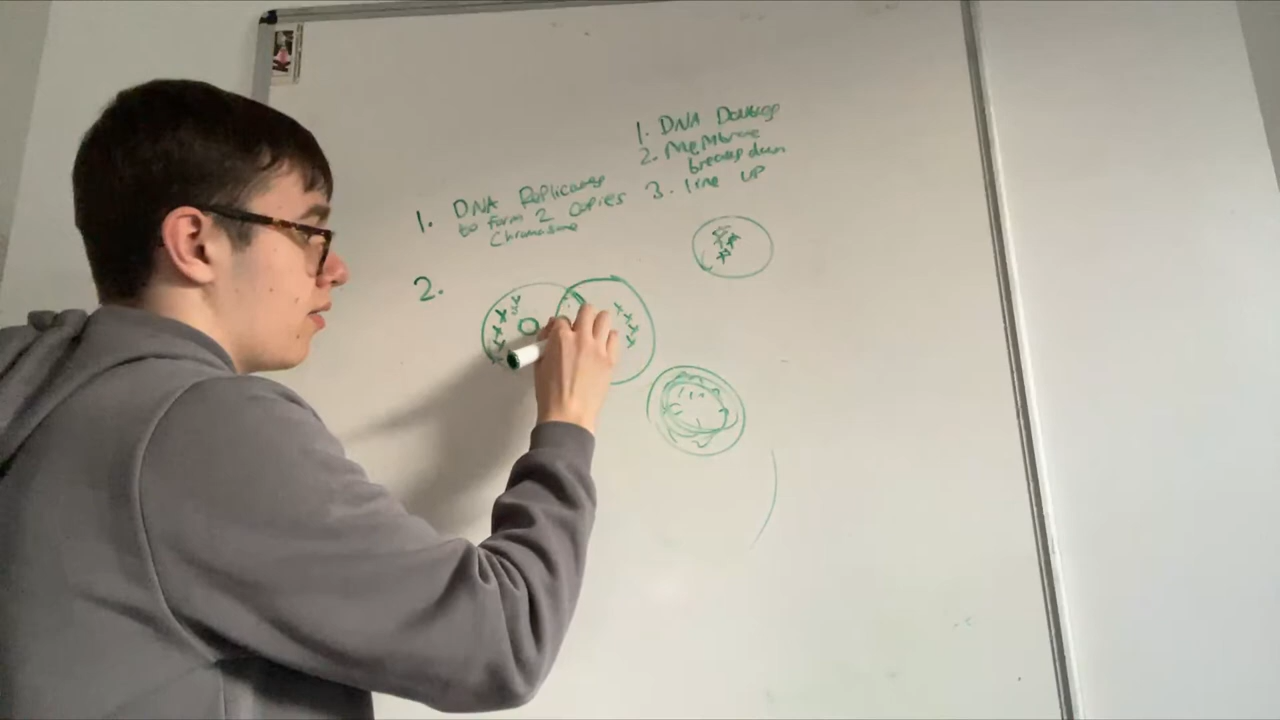 1. DNA Doubles
2. Membrane
breaks down
3. line up
1. DNA Replicates
to form 2 copies
Chromosome
2.